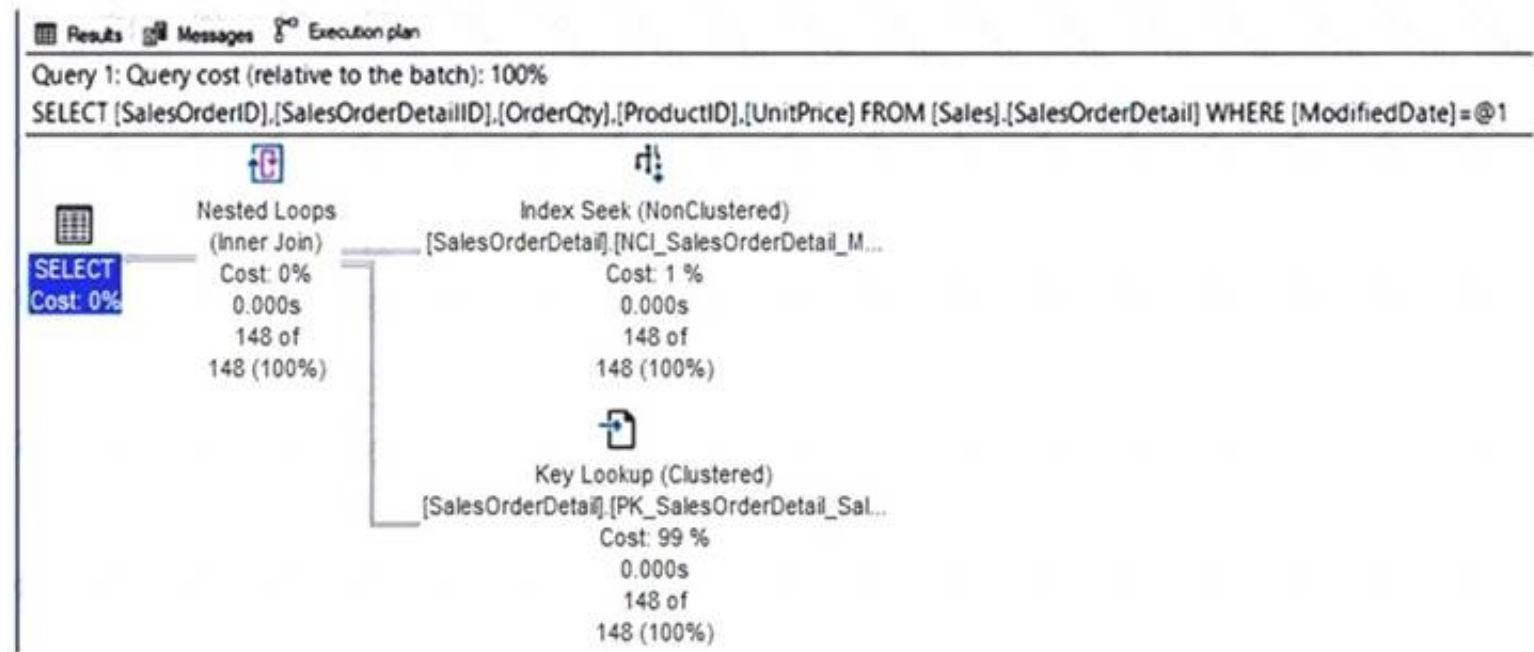 Results Messages Execution plan
Query 1: Query cost (relative to the batch): 100%
SELECT [SalesOrderID],[SalesOrderDetailID],[OrderQty],[ProductID],[UnitPrice] FROM [Sales].[SalesOrderDetail] WHERE [ModifiedDate]=@1
SELECT
Cost: 0%
Nested Loops
(Inner Join)
Cost: 0%
0.000s
148 of
148 (100%)
Index Seek (NonClustered)
[SalesOrderDetail].[NCI_SalesOrderDetail_M...
Cost: 1 %
0.000s
148 of
148 (100%)
Key Lookup (Clustered)
[SalesOrderDetail].[PK_SalesOrderDetail_Sal...
Cost: 99 %
0.000s
148 of
148 (100%)